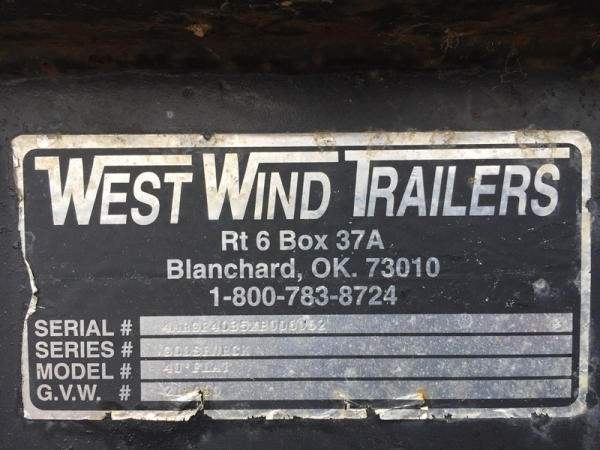 WEST WIND TRAILERS
Rt 6 Box 37A
Blanchard, OK. 73010
1-800-783-8724
SERIAL #
SERIES # GOOSENECK
MODEL # 40' FLAT
G.V.W. #